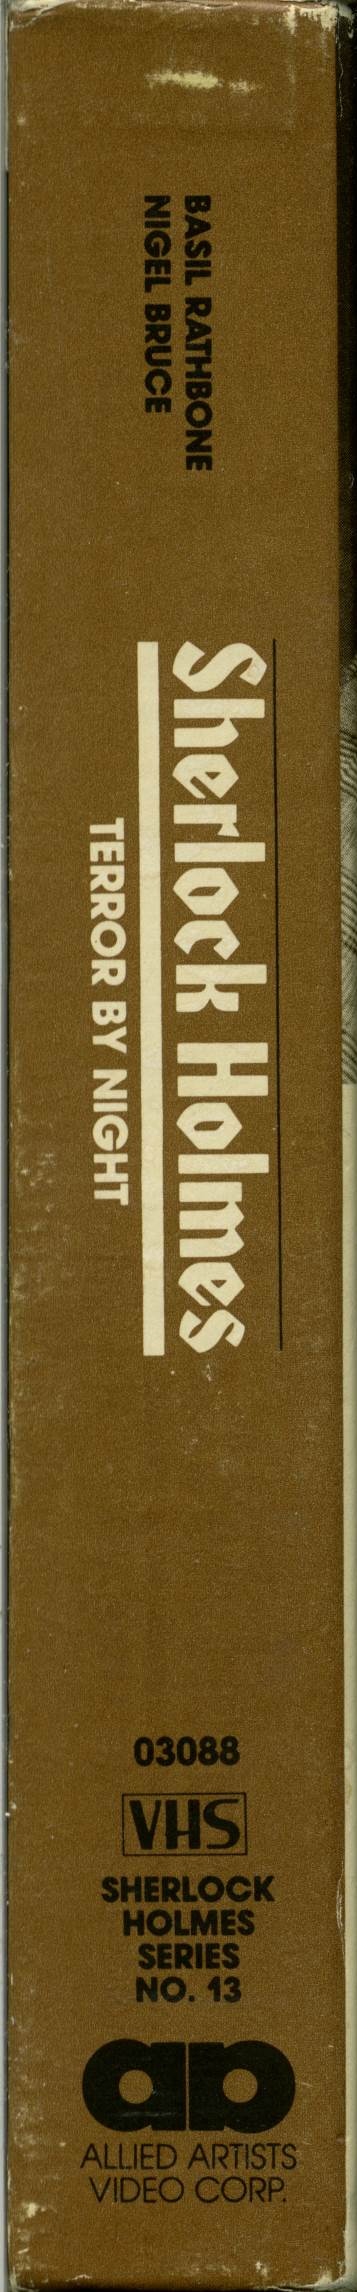 BASIL RATHBONE
NIGEL BRUCE
Sherlock Holmes
TERROR BY NIGHT
03088
VHS
SHERLOCK
HOLMES
SERIES
NO. 13
ALLIED ARTISTS
VIDEO CORP.